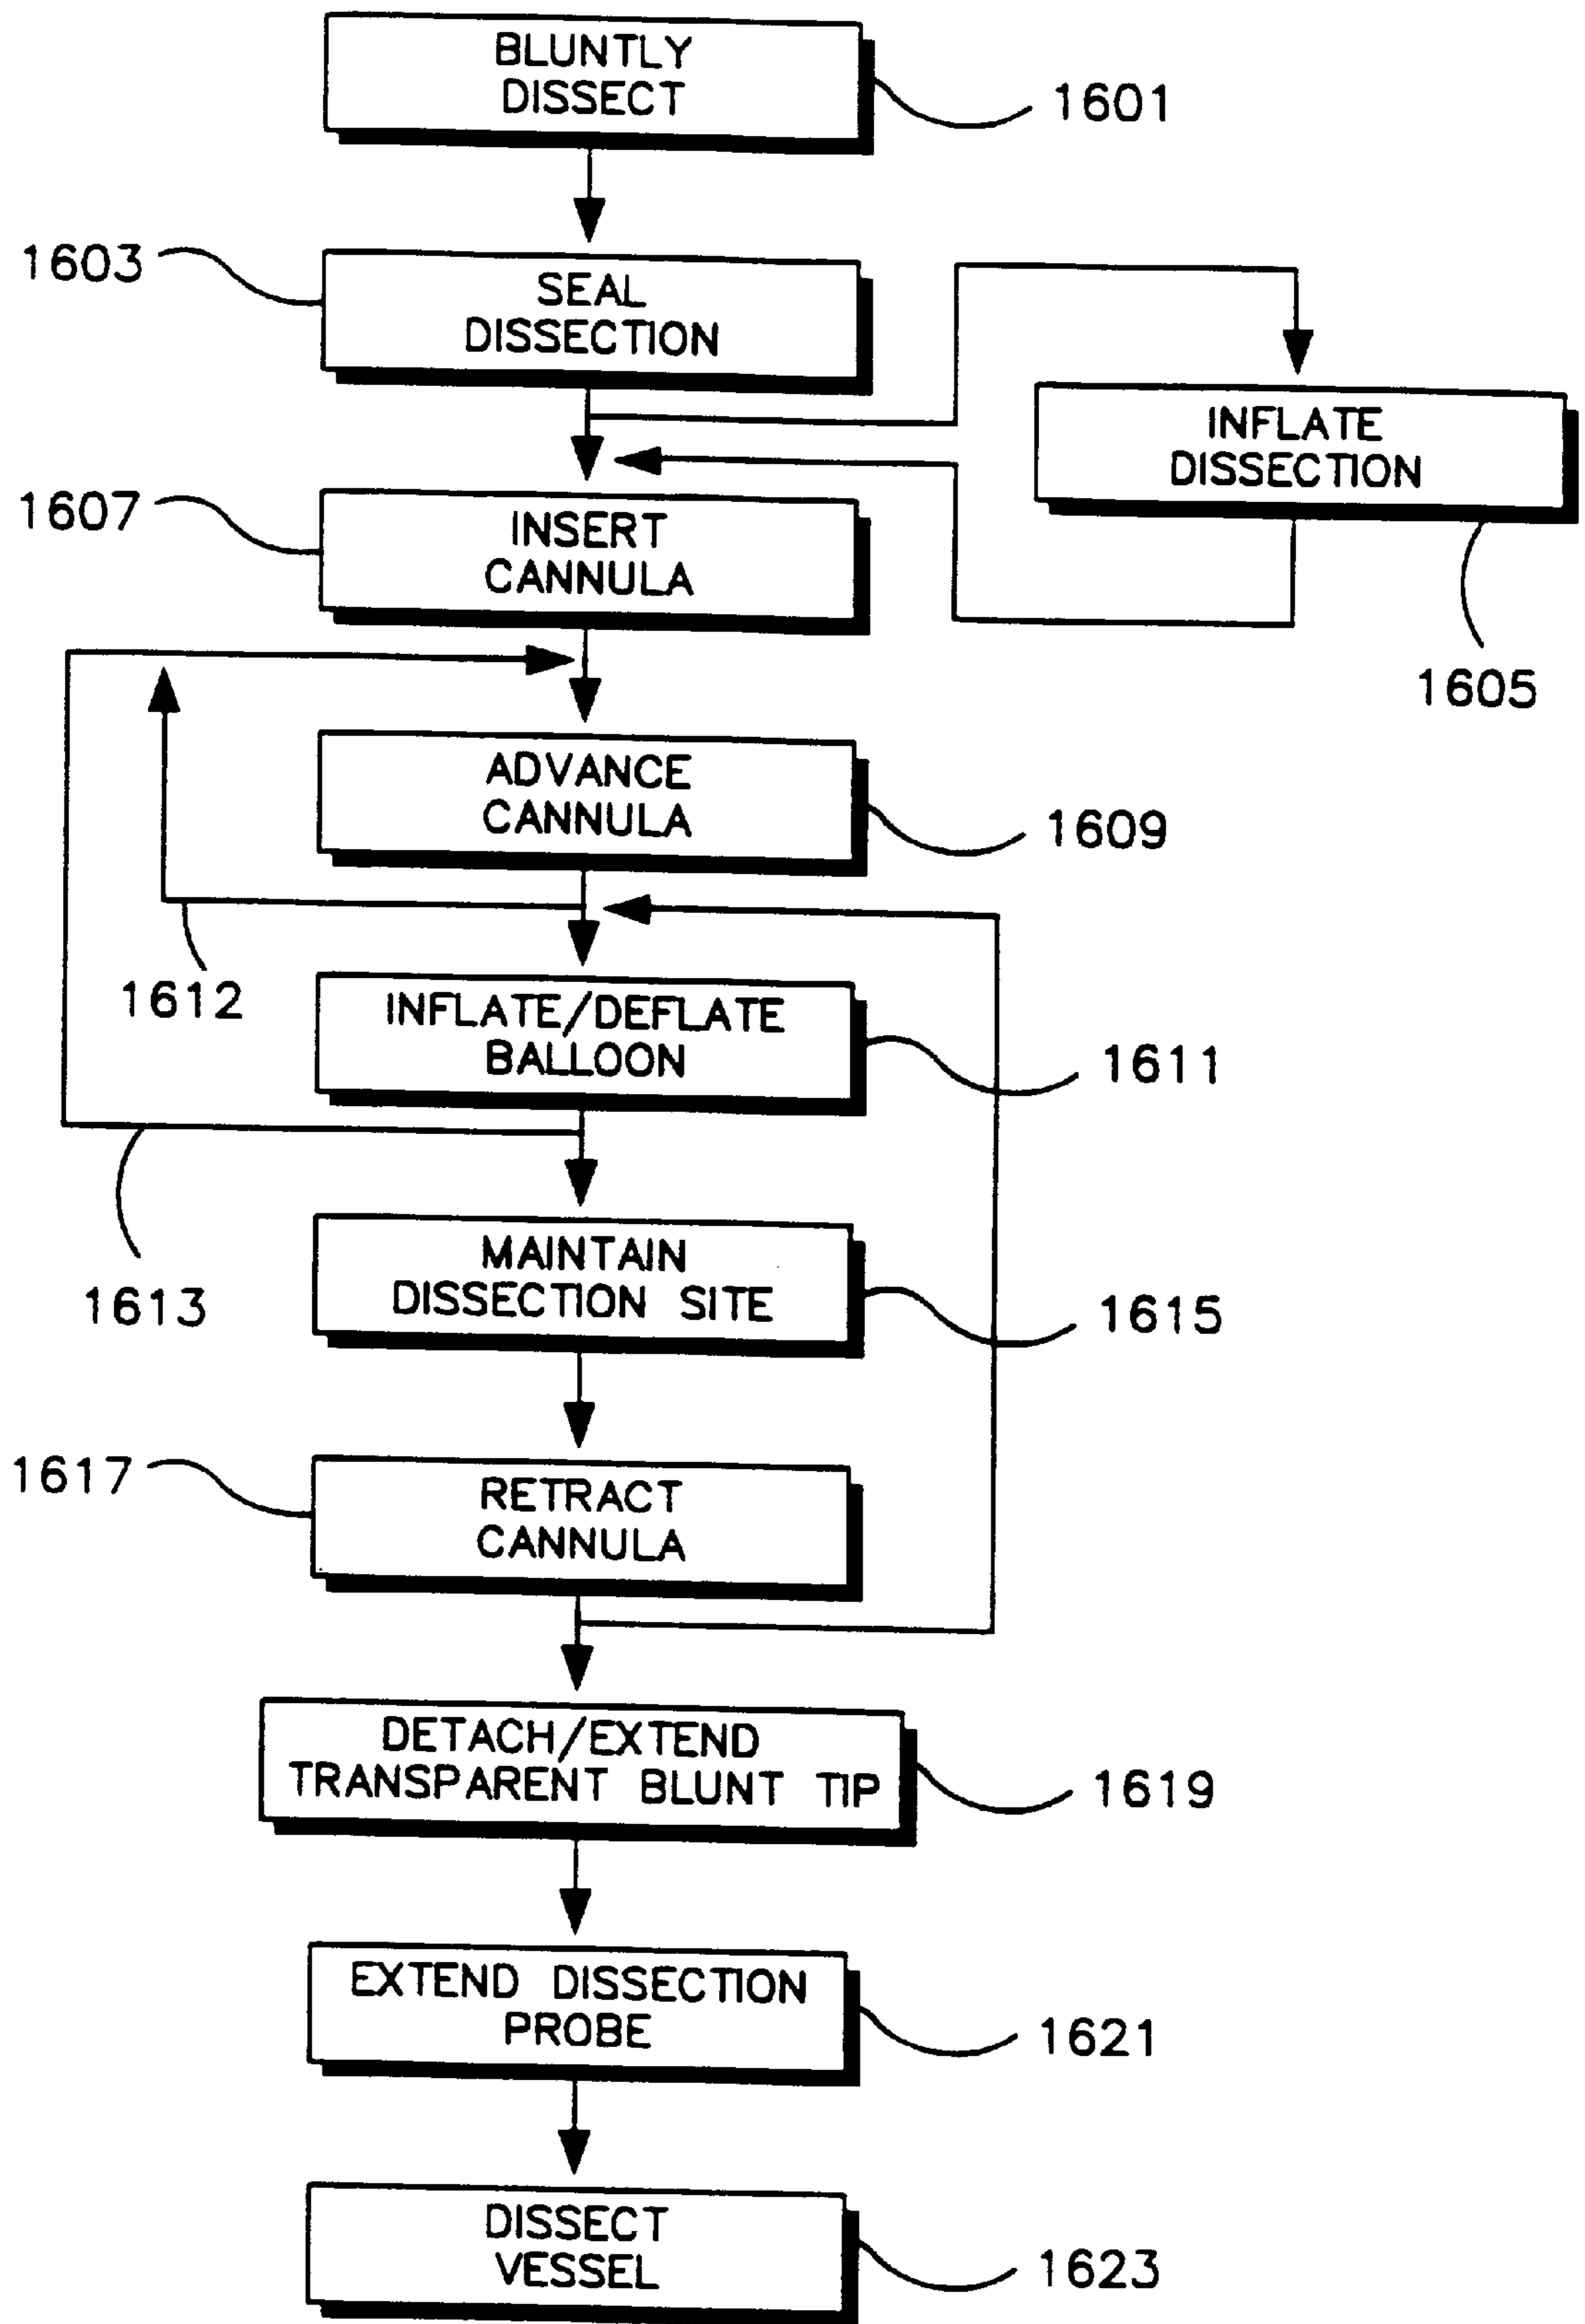 BLUNTLY
DISSECT
1601
1603
SEAL
DISSECTION
INFLATE
DISSECTION
1605
1607
INSERT
CANNULA
ADVANCE
CANNULA
1609
1612
INFLATE/DEFLATE
BALLOON
1611
1613
MAINTAIN
DISSECTION SITE
1615
1617
RETRACT
CANNULA
DETACH/EXTEND
TRANSPARENT BLUNT TIP
1619
EXTEND DISSECTION
PROBE
1621
DISSECT
VESSEL
1623